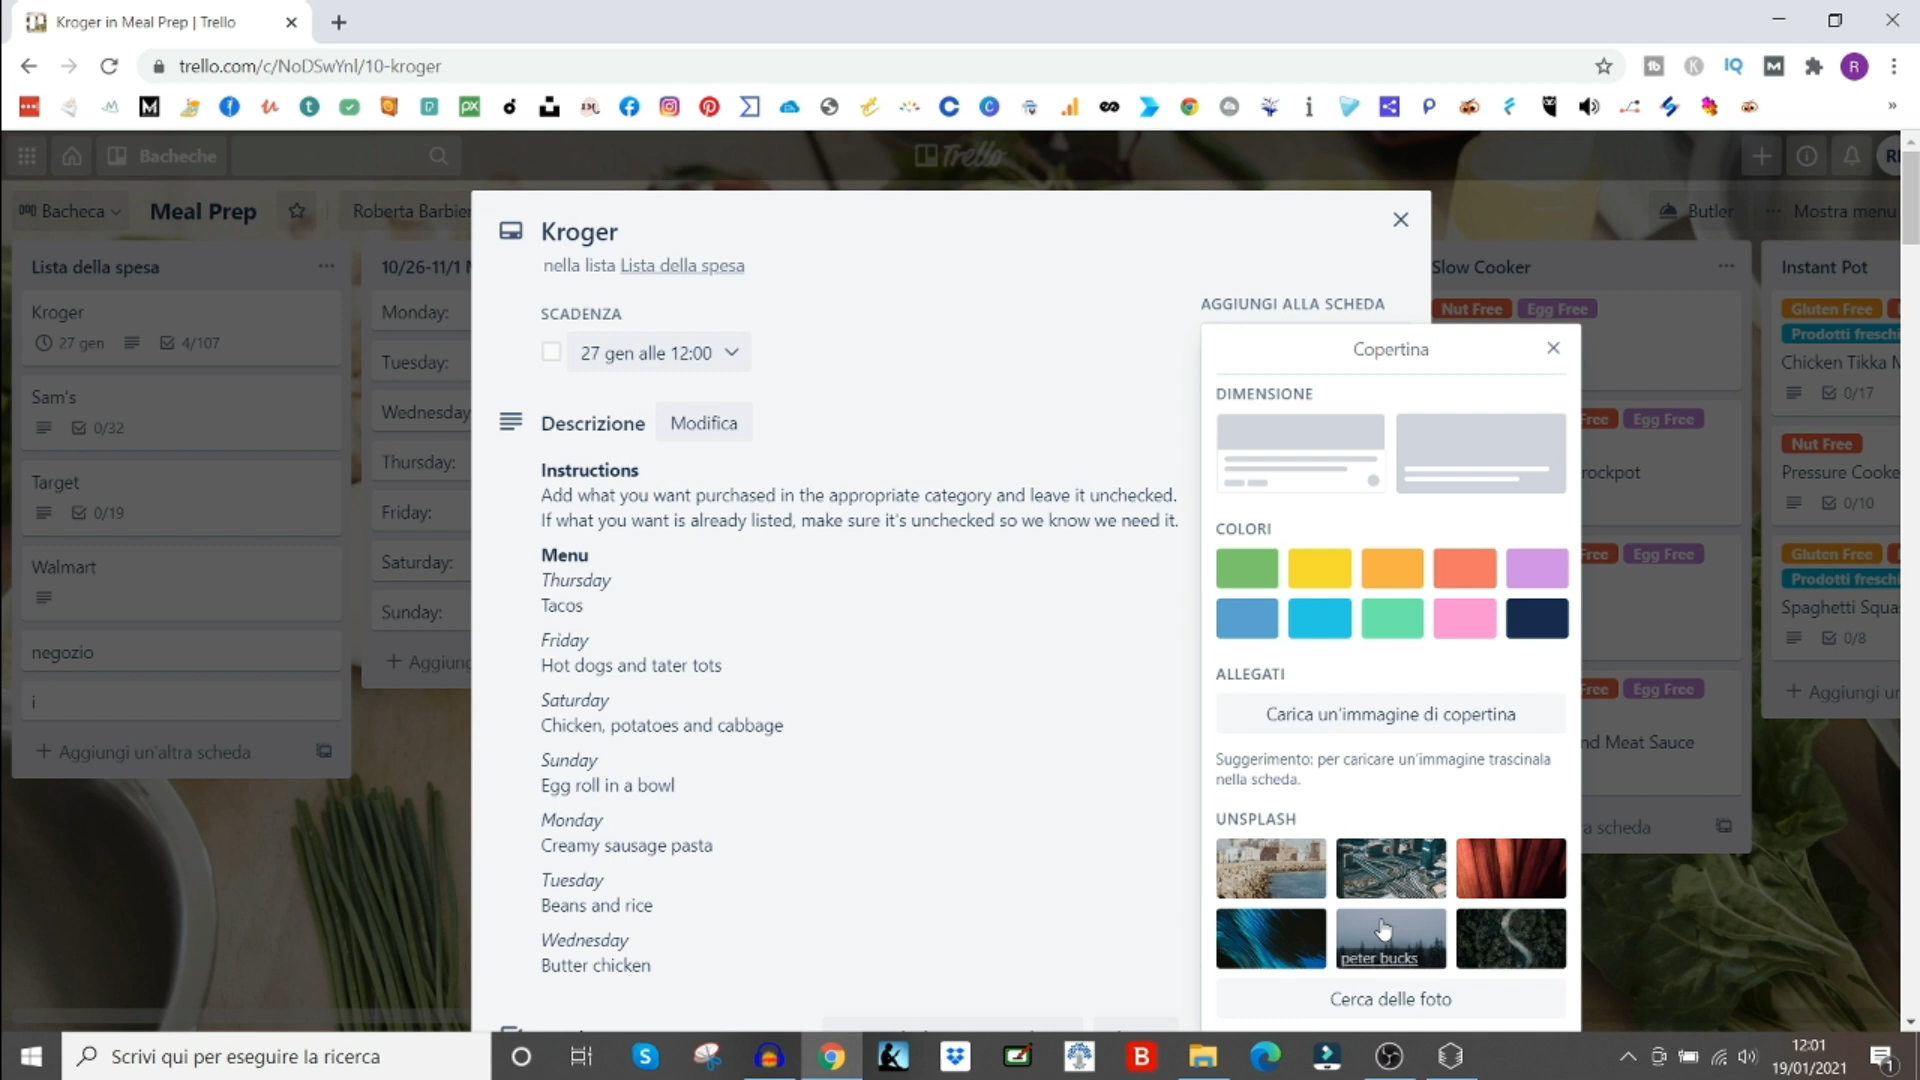 Kroger in Meal Prep | Trello
trello.com/c/NoDSwYnl/10-kroger
Bacheche
Trello
Bacheca
Meal Prep
Roberta Barbier
Butler
Mostra menu
Lista della spesa
Kroger
27 gen
4/107
Sam's
0/32
Target
0/19
Walmart
negozio
i
Aggiungi un'altra scheda
10/26-11/1
Monday:
Tuesday:
Wednesday
Thursday:
Friday:
Saturday:
Sunday:
Kroger
nella lista Lista della spesa
SCADENZA
27 gen alle 12:00
Descrizione
Modifica
Instructions
Add what you want purchased in the appropriate category and leave it unchecked.
If what you want is already listed, make sure it's unchecked so we know we need it.
Menu
Thursday
Tacos
Friday
Hot dogs and tater tots
Saturday
Chicken, potatoes and cabbage
Sunday
Egg roll in a bowl
Monday
Creamy sausage pasta
Tuesday
Beans and rice
Wednesday
Butter chicken
AGGIUNGI ALLA SCHEDA
Copertina
DIMENSIONE
COLORI
ALLEGATI
Carica un'immagine di copertina
Suggerimento: per caricare un'immagine trascinala
nella scheda.
UNSPLASH
peter bucks
Cerca delle foto
Slow Cooker
Nut Free
Egg Free
Free
Egg Free
Free
Egg Free
Free
Egg Free
nd Meat Sauce
scheda
Instant Pot
Gluten Free
Prodotti freschi
Chicken Tikka M
0/17
Nut Free
Pressure Cooke
0/10
Gluten Free
Prodotti freschi
Spaghetti Squa
0/8
Scrivi qui per eseguire la ricerca
12:01
19/01/2021